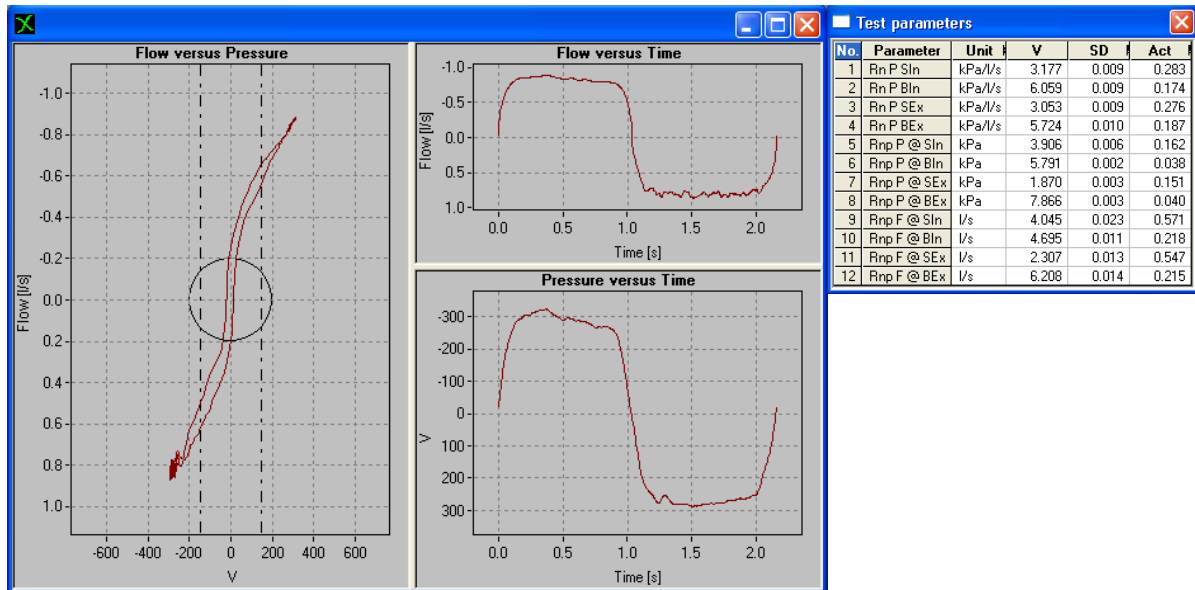 Flow versus Pressure
-1.0
-0.8
-0.6
-0.4
-0.2
0.0
0.2
0.4
0.6
0.8
1.0
Flow [l/s]
-600 -400 -200 0 200 400 600
V
Flow versus Time
-1.0
-0.5
0.0
0.5
1.0
Flow [l/s]
0.0 0.5 1.0 1.5 2.0
Time [s]
Pressure versus Time
-300
-200
-100
0
100
200
300
V
0.0 0.5 1.0 1.5 2.0
Time [s]
Test parameters
No. Parameter Unit V SD Act
1 Rn P SIn kPa/l/s 3.177 0.009 0.283
2 Rn P BIn kPa/l/s 6.059 0.009 0.174
3 Rn P SEx kPa/l/s 3.053 0.009 0.276
4 Rn P BEx kPa/l/s 5.724 0.010 0.187
5 Rnp P @ SIn kPa 3.906 0.006 0.162
6 Rnp P @ BIn kPa 5.791 0.002 0.038
7 Rnp P @ SEx kPa 1.870 0.003 0.151
8 Rnp P @ BEx kPa 7.866 0.003 0.040
9 Rnp F @ SIn l/s 4.045 0.023 0.571
10 Rnp F @ BIn l/s 4.695 0.011 0.218
11 Rnp F @ SEx l/s 2.307 0.013 0.547
12 Rnp F @ BEx l/s 6.208 0.014 0.215